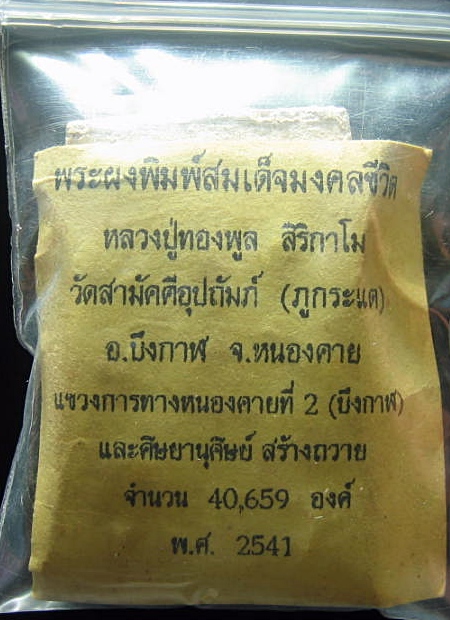 พระผงพิมพ์สมเด็จมงคลชีวิต
หลวงปู่ทองพูล สิริกาโม
วัดสามัคคีอุปถัมภ์ (ภูกระแต)
อ.บึงกาฬ จ.หนองคาย
แขวงการทางหนองคายที่ 2 (บึงกาฬ)
และศิษยานุศิษย์ สร้างถวาย
จำนวน 40,659 องค์
พ.ศ. 2541